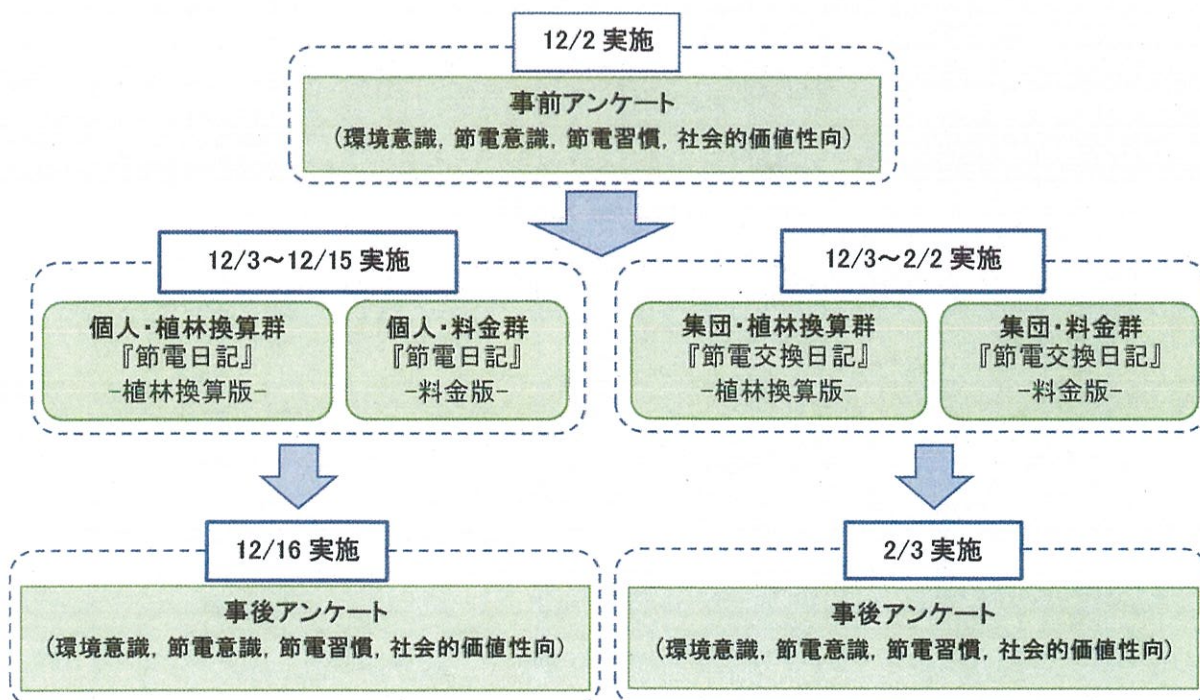 12/2 実施
事前アンケート
(環境意識, 節電意識, 節電習慣, 社会的価値性向)
12/3～12/15 実施
個人・植林換算群
『節電日記』
-植林換算版-
個人・料金群
『節電日記』
-料金版-
12/3～2/2 実施
集団・植林換算群
『節電交換日記』
-植林換算版-
集団・料金群
『節電交換日記』
-料金版-
12/16 実施
事後アンケート
(環境意識, 節電意識, 節電習慣, 社会的価値性向)
2/3 実施
事後アンケート
(環境意識, 節電意識, 節電習慣, 社会的価値性向)